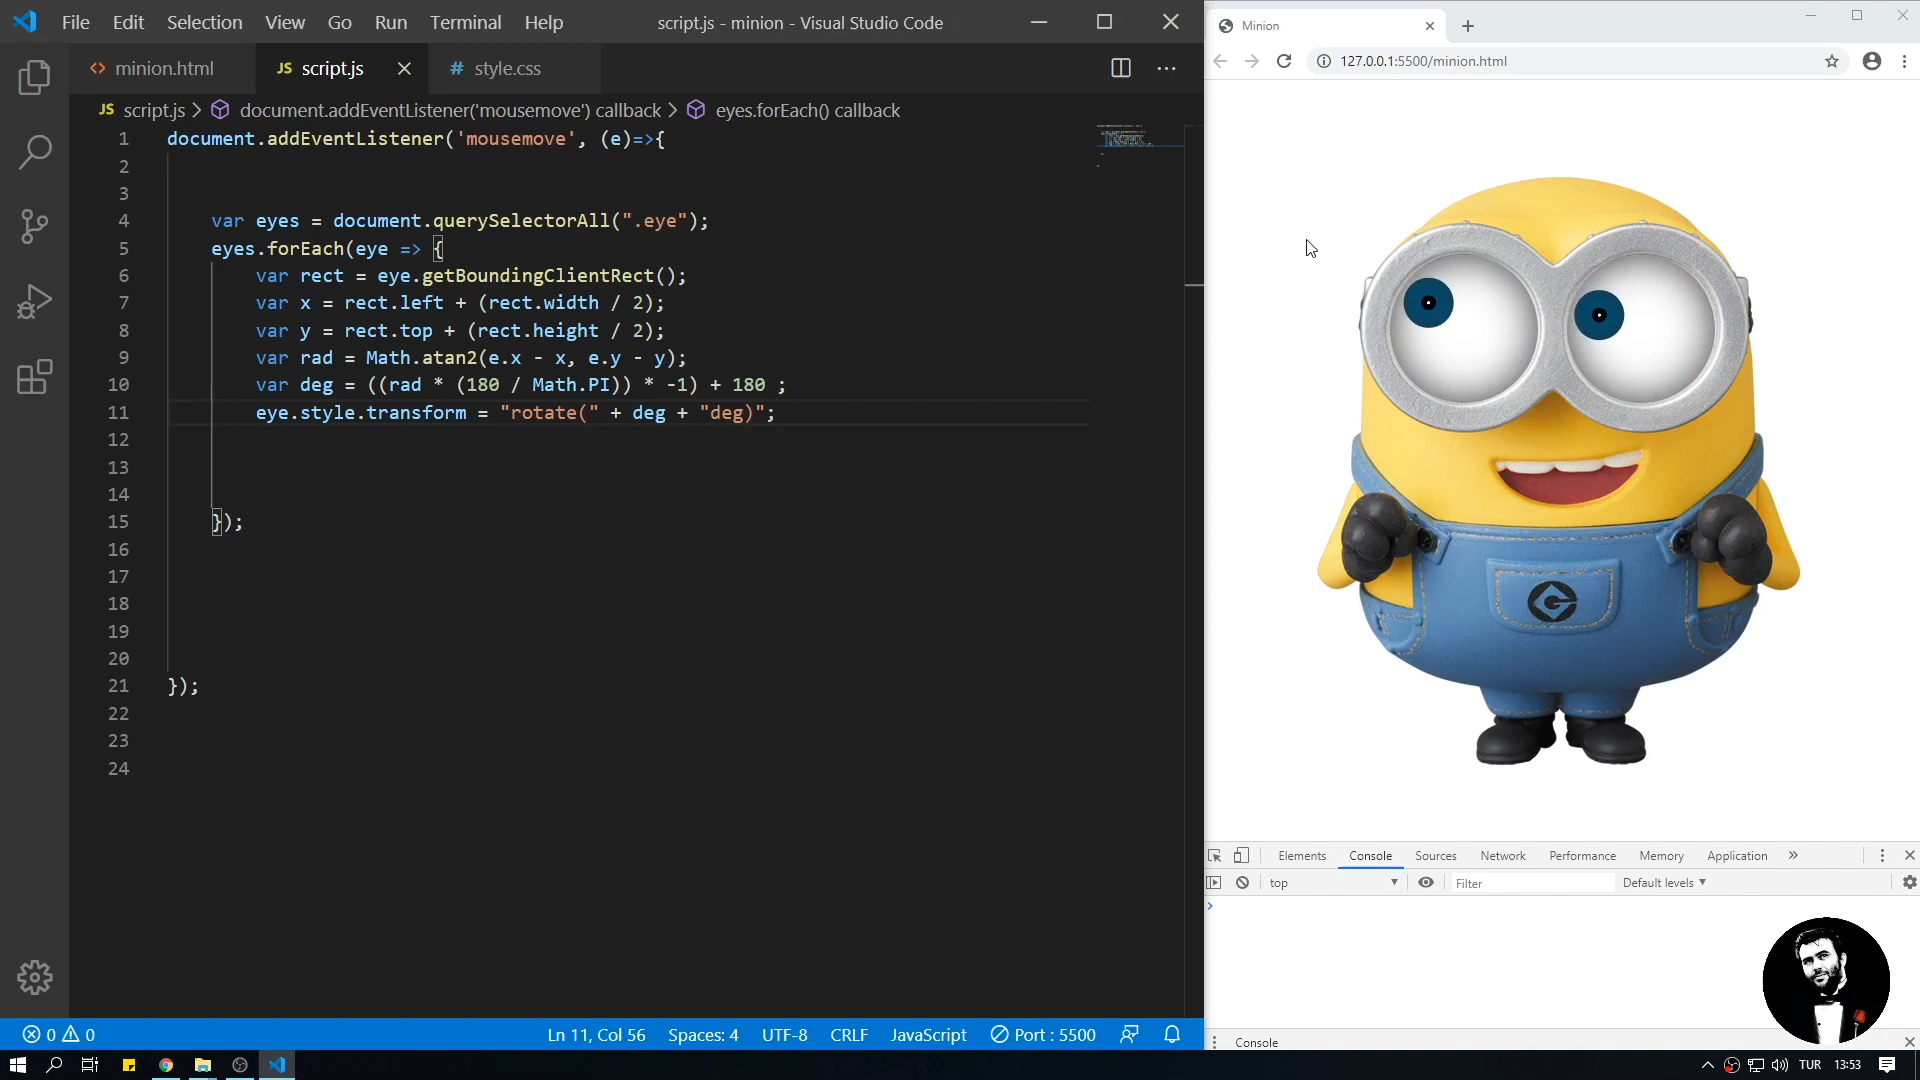 File Edit Selection View Go Run Terminal Help script.js - minion - Visual Studio Code
minion.html
JS script.js
# style.css
JS script.js > document.addEventListener('mousemove') callback > eyes.forEach() callback
1 document.addEventListener('mousemove', (e)=>{
2
3
4 var eyes = document.querySelectorAll(".eye");
5 eyes.forEach(eye => {
6 var rect = eye.getBoundingClientRect();
7 var x = rect.left + (rect.width / 2);
8 var y = rect.top + (rect.height / 2);
9 var rad = Math.atan2(e.x - x, e.y - y);
10 var deg = ((rad * (180 / Math.PI)) * -1) + 180 ;
11 eye.style.transform = "rotate(" + deg + "deg)";
12
13
14
15 });
16
17
18
19
20
21 });
22
23
24
0 0
Ln 11, Col 56 Spaces: 4 UTF-8 CRLF JavaScript Port : 5500
Minion
127.0.0.1:5500/minion.html
G
Elements Console Sources Network Performance Memory Application »
top Filter Default levels
Console
TUR 13:53